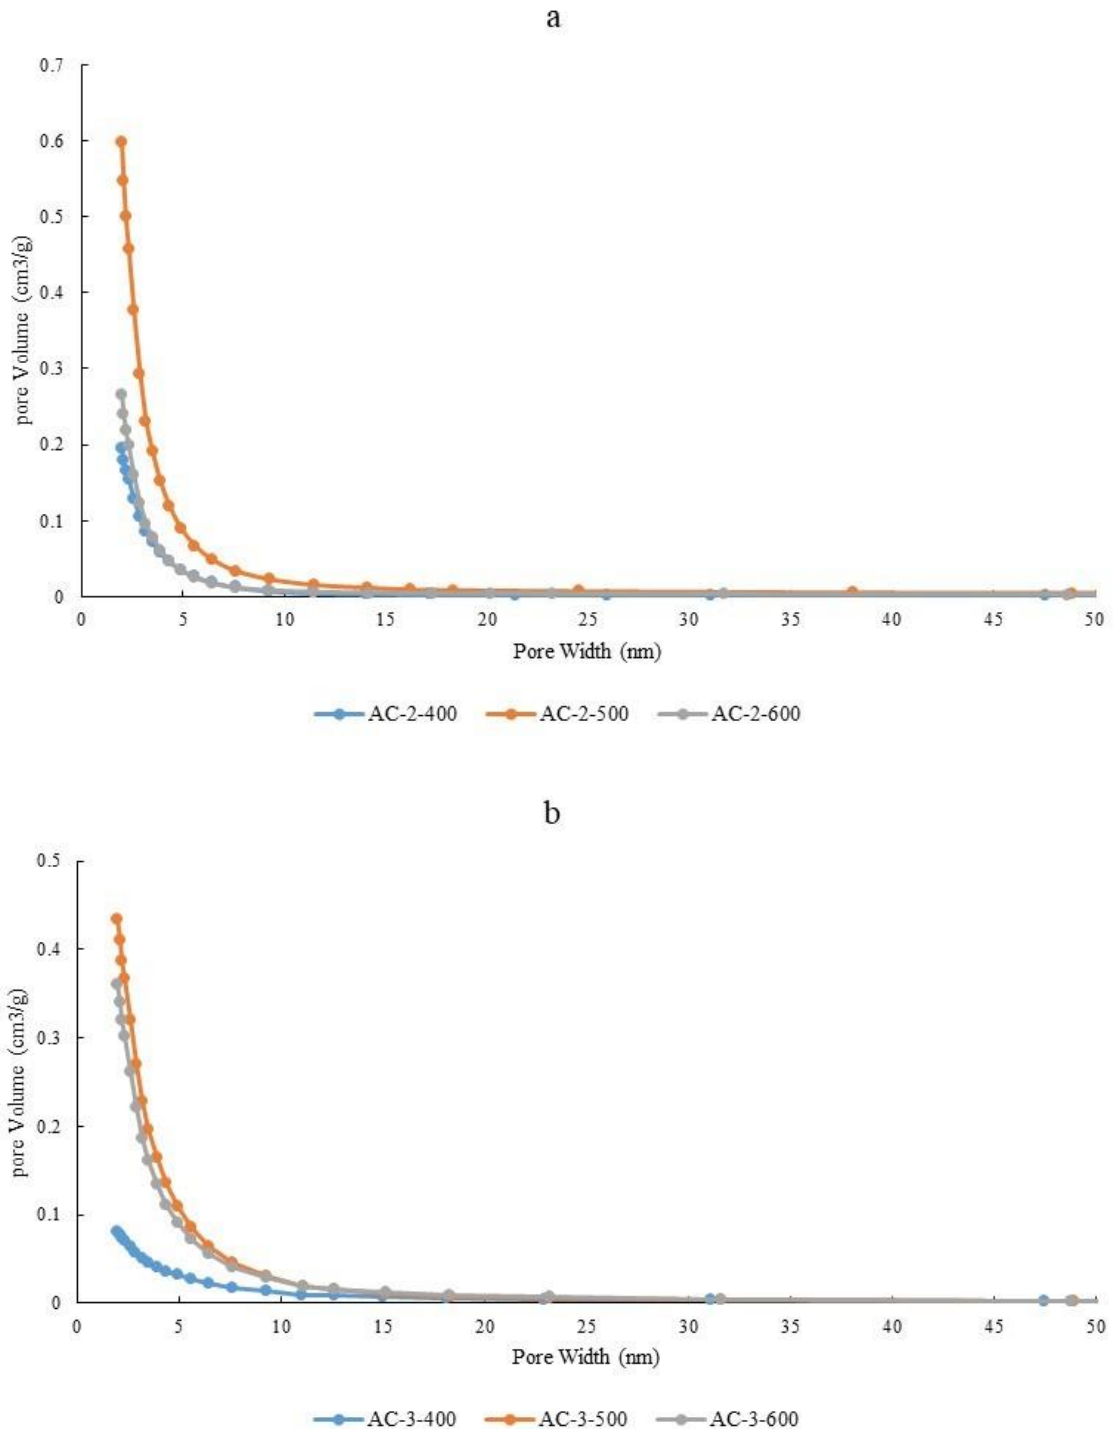 a
0.7
0.6
0.5
0.4
0.3
0.2
0.1
0
pore Volume (cm3/g)
0 5 10 15 20 25 30 35 40 45 50
Pore Width (nm)
AC-2-400 AC-2-500 AC-2-600
b
0.5
0.4
0.3
0.2
0.1
0
pore Volume (cm3/g)
0 5 10 15 20 25 30 35 40 45 50
Pore Width (nm)
AC-3-400 AC-3-500 AC-3-600